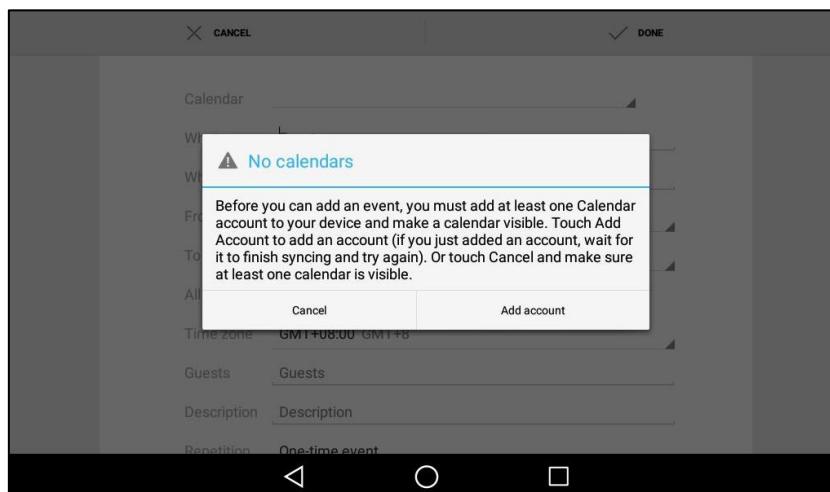 CANCEL
DONE
Calendar
No calendars
Before you can add an event, you must add at least one Calendar
account to your device and make a calendar visible. Touch Add
Account to add an account (if you just added an account, wait for
it to finish syncing and try again). Or touch Cancel and make sure
at least one calendar is visible.
Cancel
Add account
Time zone GMT+08:00 GMT+8
Guests Guests
Description Description
Repetition One-time event